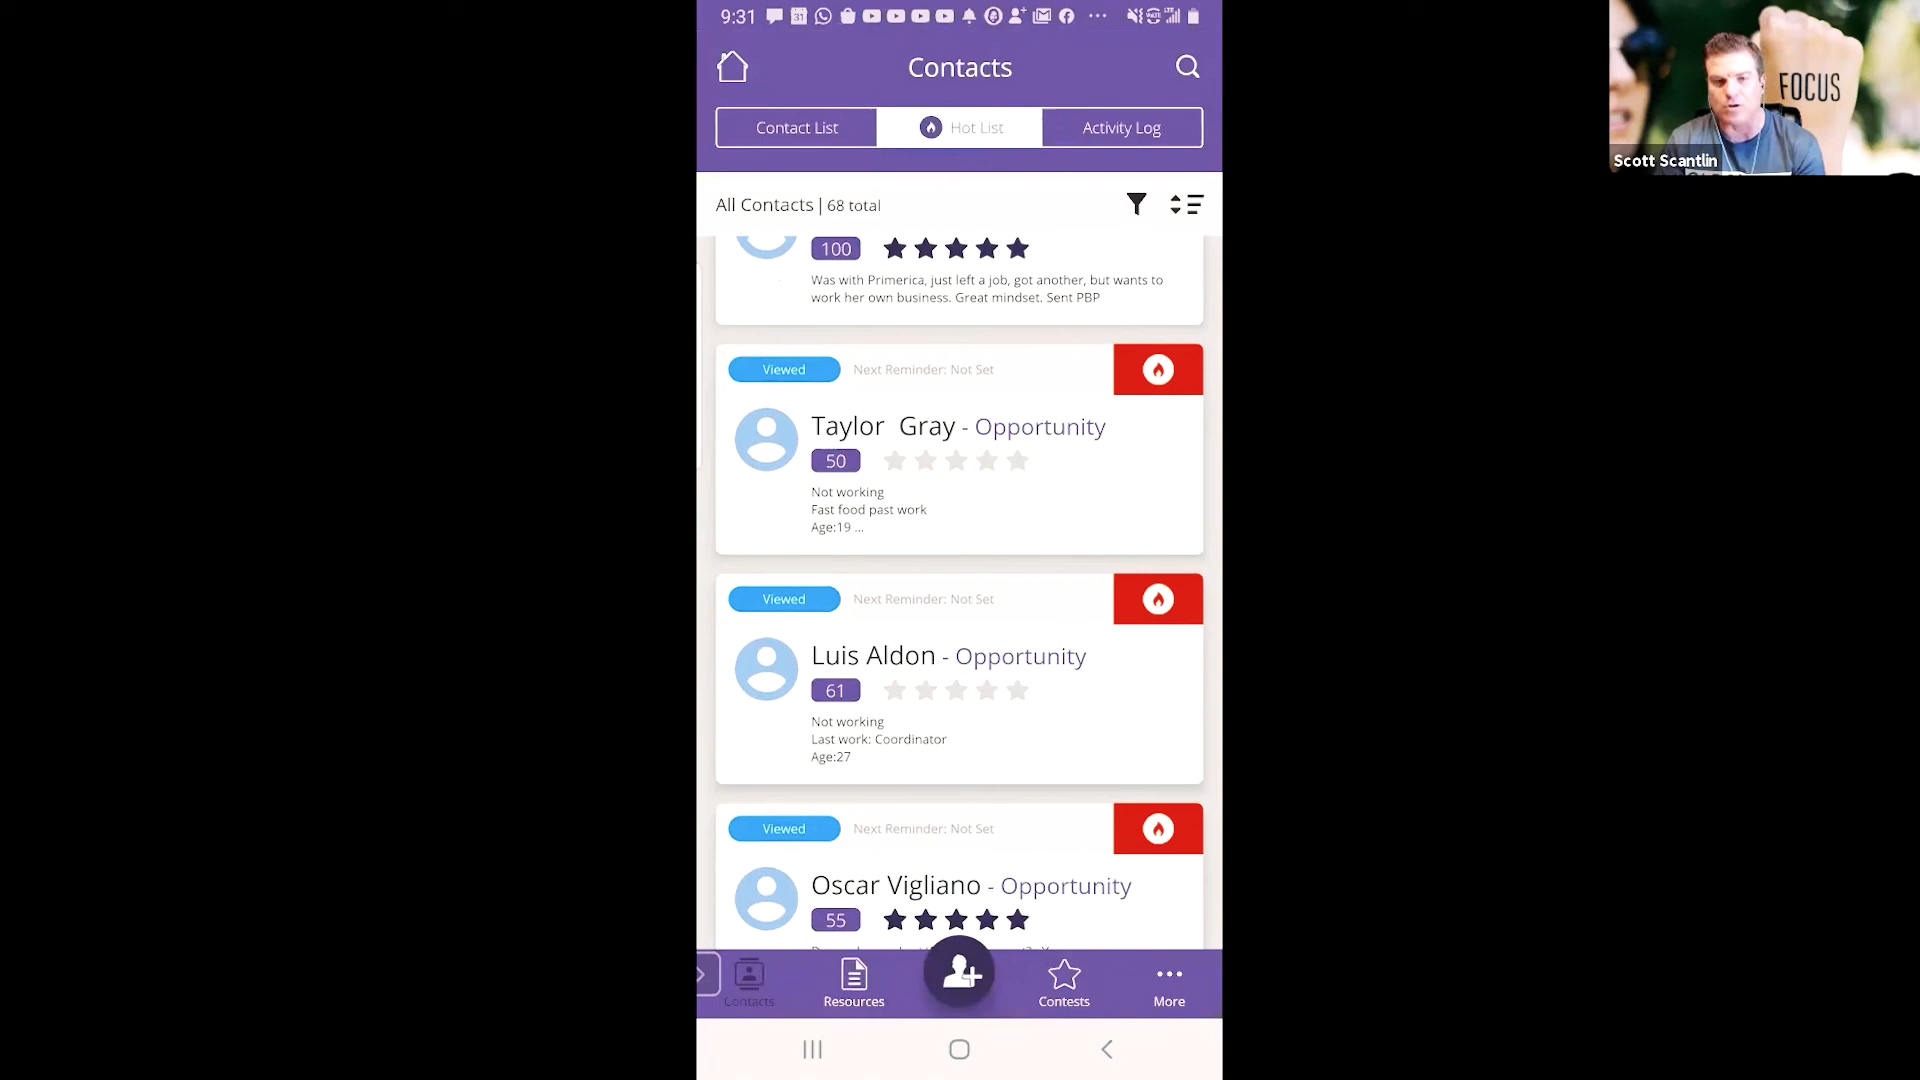 9:31
Contacts
Contact List
Hot List
Activity Log
All Contacts | 68 total
100
Was with Primerica, just left a job, got another, but wants to
work her own business. Great mindset. Sent PBP
Viewed
Next Reminder: Not Set
Taylor  Gray - Opportunity
50
Not working
Fast food past work
Age:19 ...
Viewed
Next Reminder: Not Set
Luis Aldon - Opportunity
61
Not working
Last work: Coordinator
Age:27
Viewed
Next Reminder: Not Set
Oscar Vigliano - Opportunity
55
Contacts
Resources
Contests
More
FOCUS
Scott Scantlin